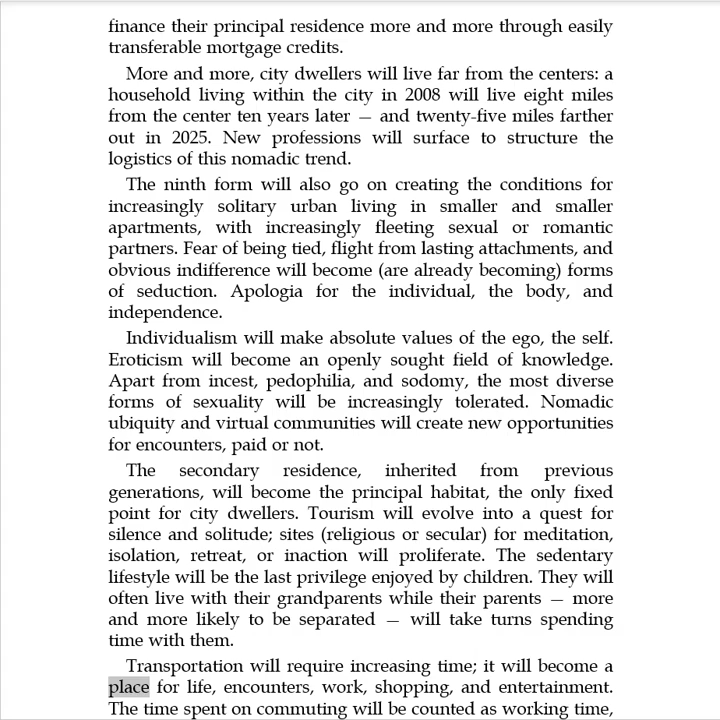 finance their principal residence more and more through easily
transferable mortgage credits.
More and more, city dwellers will live far from the centers: a
household living within the city in 2008 will live eight miles
from the center ten years later — and twenty-five miles farther
out in 2025. New professions will surface to structure the
logistics of this nomadic trend.
The ninth form will also go on creating the conditions for
increasingly solitary urban living in smaller and smaller
apartments, with increasingly fleeting sexual or romantic
partners. Fear of being tied, flight from lasting attachments, and
obvious indifference will become (are already becoming) forms
of seduction. Apologia for the individual, the body, and
independence.
Individualism will make absolute values of the ego, the self.
Eroticism will become an openly sought field of knowledge.
Apart from incest, pedophilia, and sodomy, the most diverse
forms of sexuality will be increasingly tolerated. Nomadic
ubiquity and virtual communities will create new opportunities
for encounters, paid or not.
The secondary residence, inherited from previous
generations, will become the principal habitat, the only fixed
point for city dwellers. Tourism will evolve into a quest for
silence and solitude; sites (religious or secular) for meditation,
isolation, retreat, or inaction will proliferate. The sedentary
lifestyle will be the last privilege enjoyed by children. They will
often live with their grandparents while their parents — more
and more likely to be separated — will take turns spending
time with them.
Transportation will require increasing time; it will become a
place for life, encounters, work, shopping, and entertainment.
The time spent on commuting will be counted as working time,